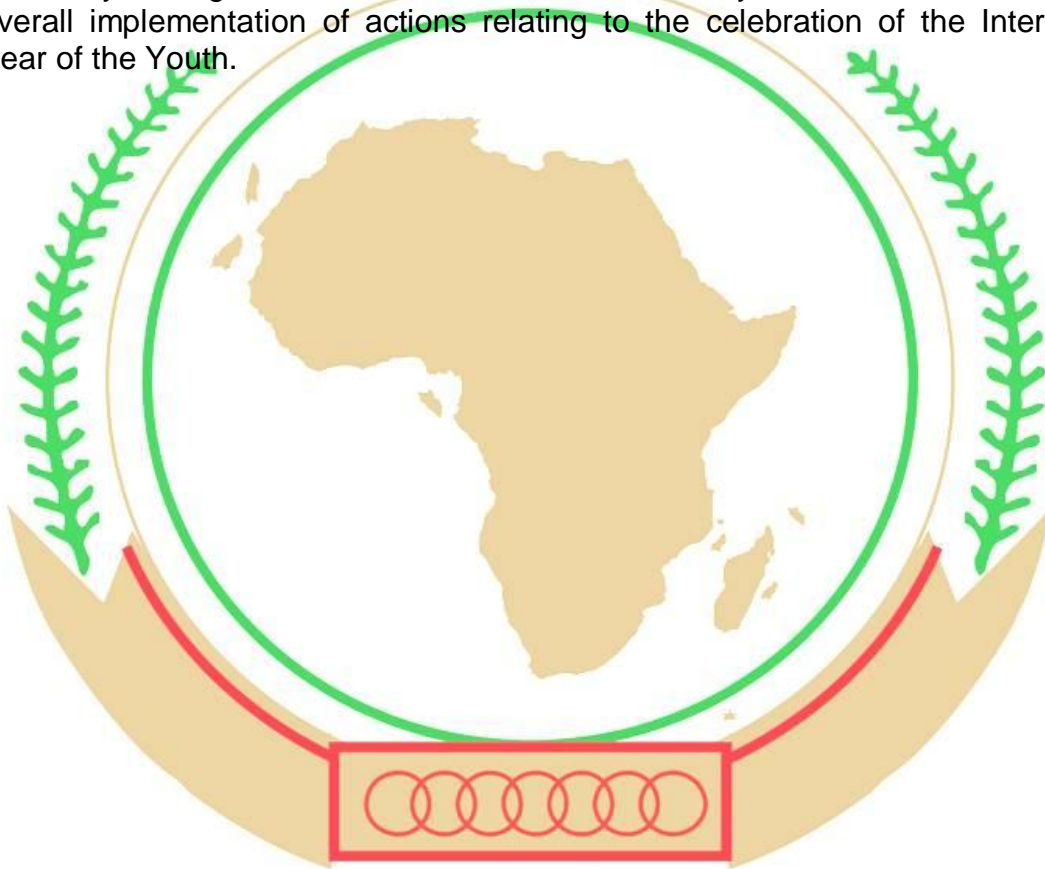 verall implementation of actions relating to the celebration of the Inter
ear of the Youth.